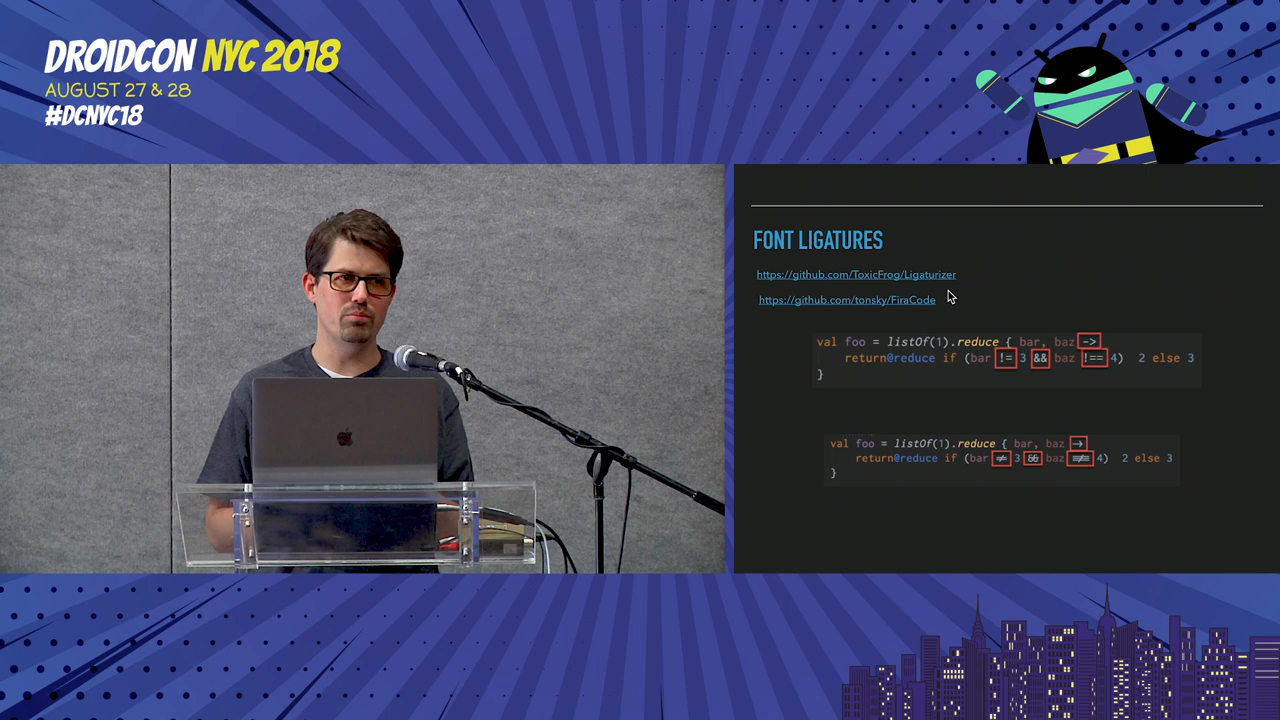 DROIDCON NYC 2018
AUGUST 27 & 28
#DCNYC18
FONT LIGATURES
https://github.com/ToxicFrog/Ligaturizer
https://github.com/tonsky/FiraCode
val foo = listOf(1).reduce { bar, baz ->
return@reduce if (bar != 3 && baz !== 4) 2 else 3
}
val foo = listOf(1).reduce { bar, baz →
return@reduce if (bar ≠ 3 && baz ≢ 4) 2 else 3
}